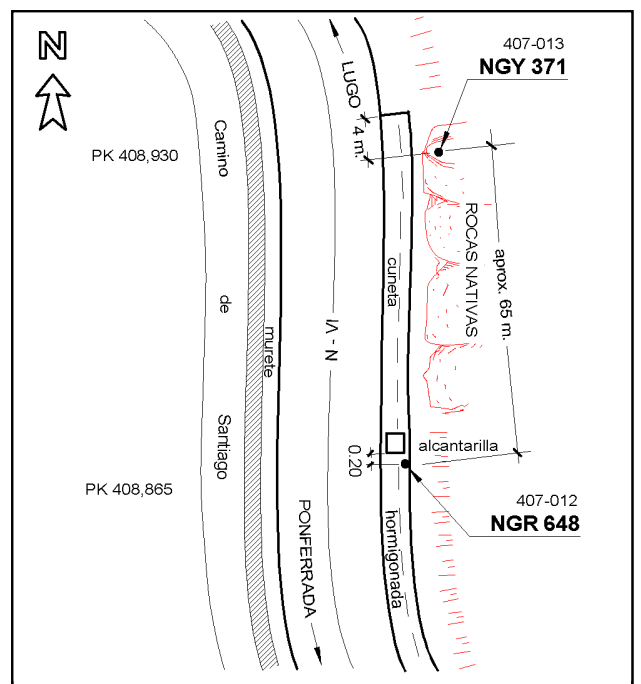 N
407-013
NGY 371
LUGO
4 m.
PK 408,930
Camino de Santiago
ROCAS NATIVAS
aprox. 65 m.
cuneta hormigonada
N - VI
murete
alcantarilla
0.20
PK 408,865
407-012
NGR 648
PONFERRADA